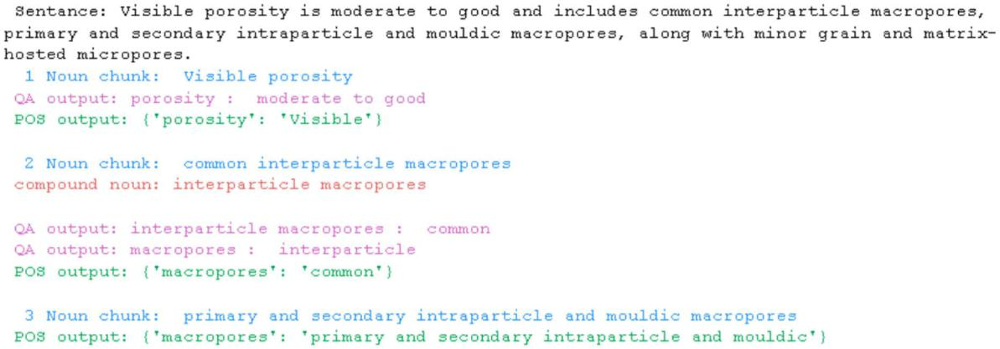 Sentance: Visible porosity is moderate to good and includes common interparticle macropores,
primary and secondary intraparticle and mouldic macropores, along with minor grain and matrix-
hosted micropores.
1 Noun chunk: Visible porosity
QA output: porosity : moderate to good
POS output: {'porosity': 'Visible'}
2 Noun chunk: common interparticle macropores
compound noun: interparticle macropores
QA output: interparticle macropores : common
QA output: macropores : interparticle
POS output: {'macropores': 'common'}
3 Noun chunk: primary and secondary intraparticle and mouldic macropores
POS output: {'macropores': 'primary and secondary intraparticle and mouldic'}